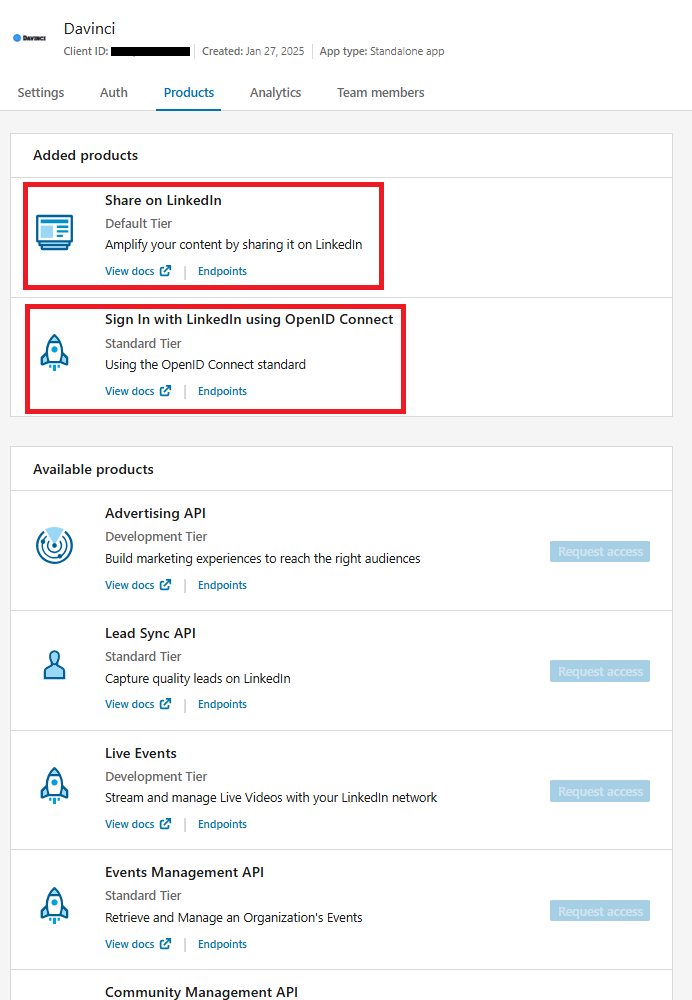 DAVINCI
Davinci
Client ID: Created: Jan 27, 2025 App type: Standalone app
Settings Auth Products Analytics Team members
Added products
Share on LinkedIn
Default Tier
Amplify your content by sharing it on LinkedIn
View docs Endpoints
Sign In with LinkedIn using OpenID Connect
Standard Tier
Using the OpenID Connect standard
View docs Endpoints
Available products
Advertising API
Development Tier
Build marketing experiences to reach the right audiences
Request access
View docs Endpoints
Lead Sync API
Standard Tier
Capture quality leads on LinkedIn
Request access
View docs Endpoints
Live Events
Development Tier
Stream and manage Live Videos with your LinkedIn network
Request access
View docs Endpoints
Events Management API
Standard Tier
Retrieve and Manage an Organization's Events
Request access
View docs Endpoints
Community Management API